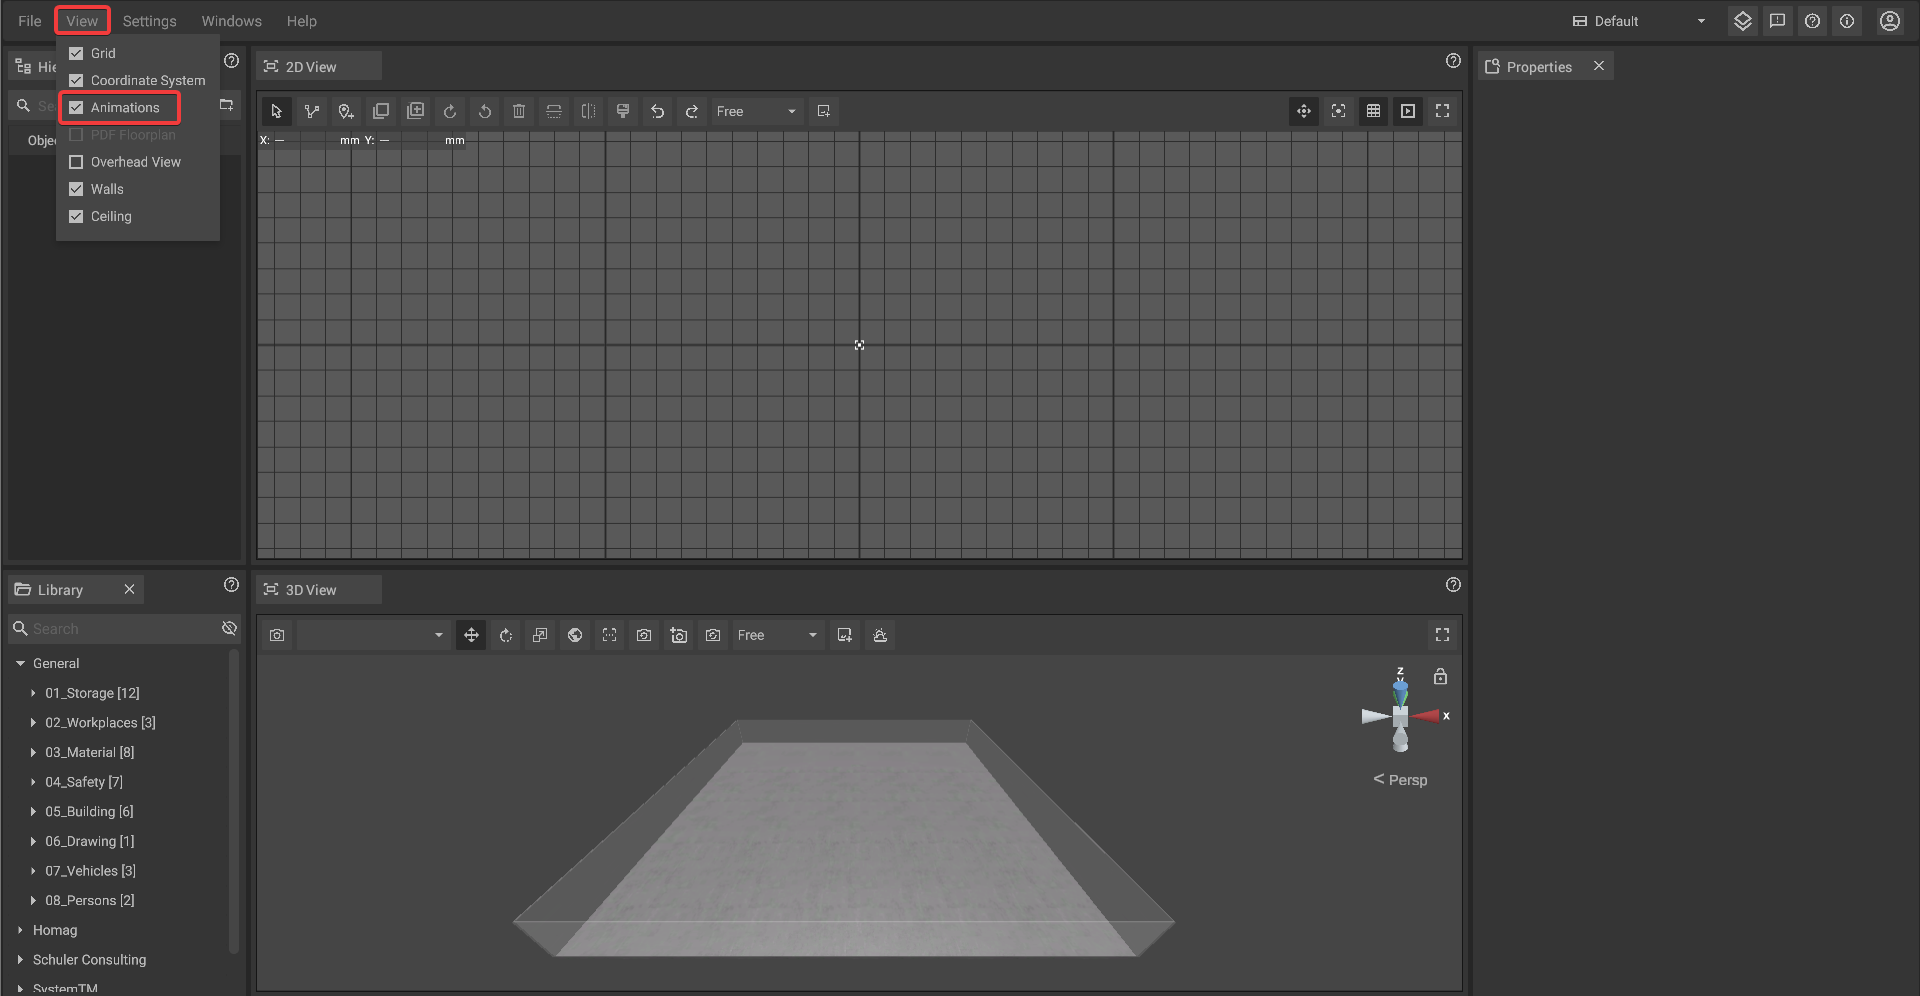 File View Settings Windows Help Default
Grid
Coordinate System
Animations
PDF Floorplan
Overhead View
Walls
Ceiling
Hie
Obje
2D View
Free
X: — mm Y: — mm
Properties
Library
Search
General
01_Storage [12]
02_Workplaces [3]
03_Material [8]
04_Safety [7]
05_Building [6]
06_Drawing [1]
07_Vehicles [3]
08_Persons [2]
Homag
Schuler Consulting
SystemTM
3D View
Free
Z
Y
X
< Persp